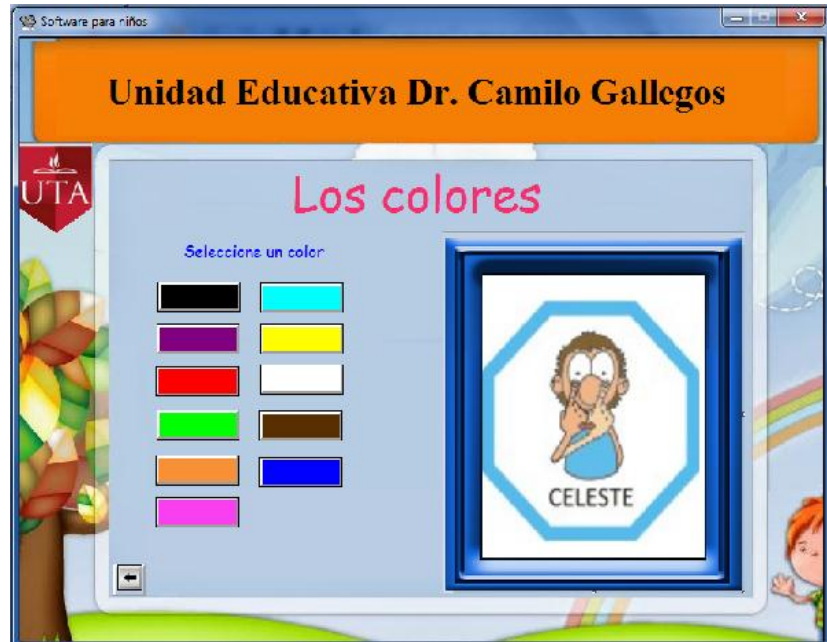 Software para niños
Unidad Educativa Dr. Camilo Gallegos
UTA
Los colores
Seleccione un color
CELESTE